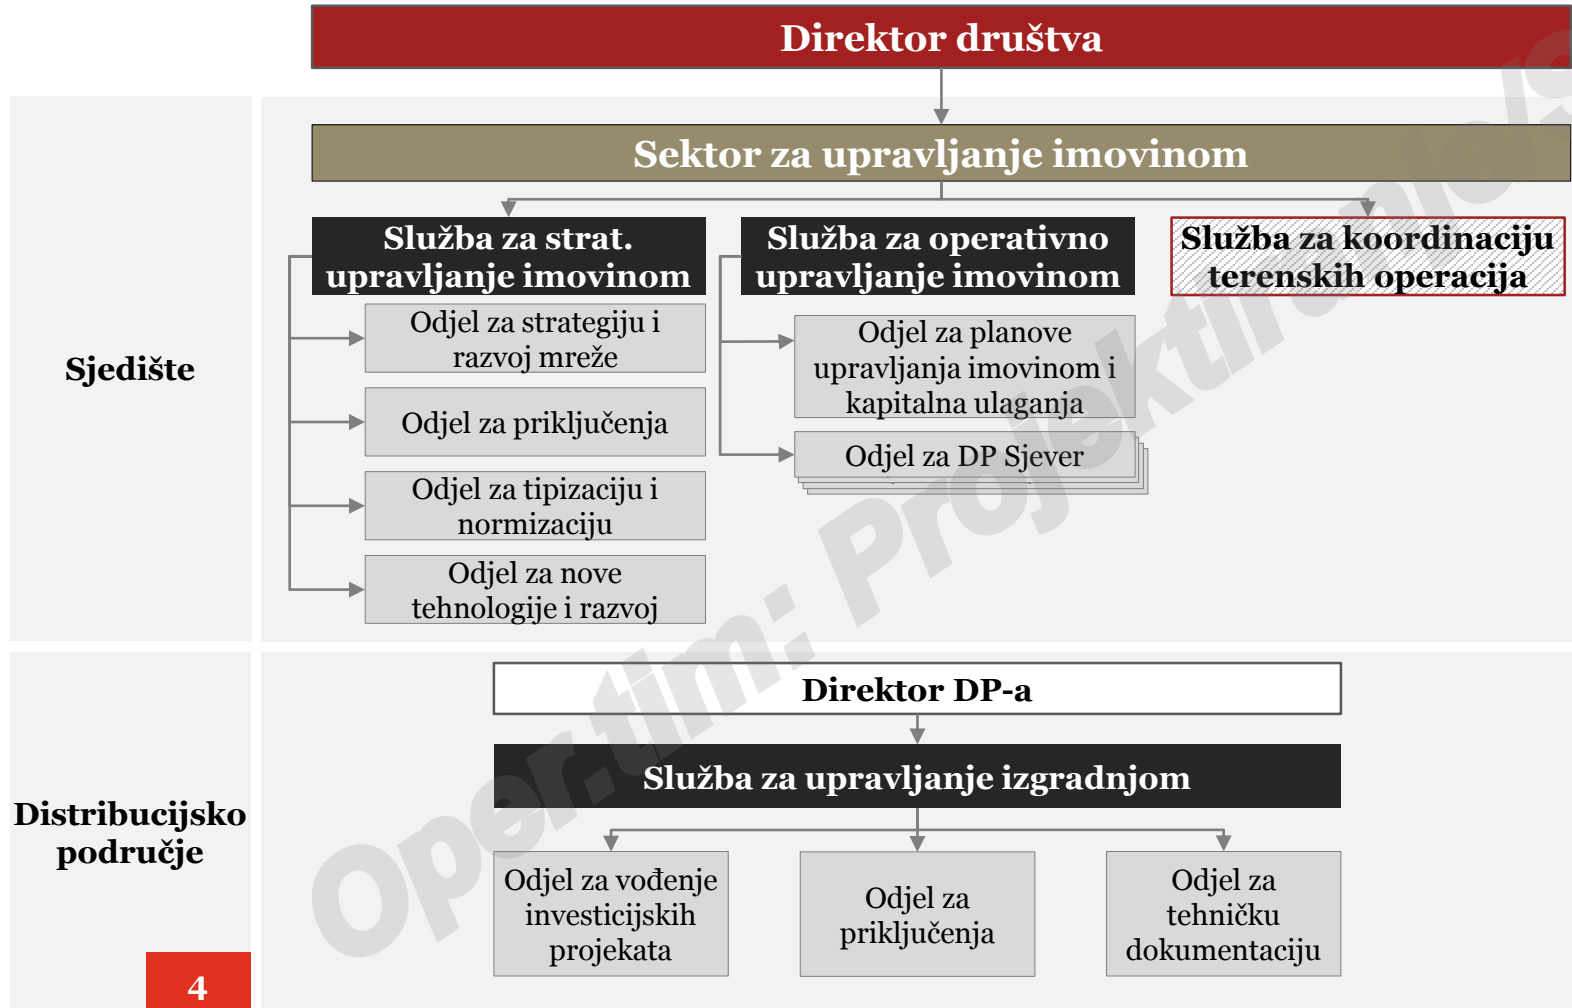 Direktor društva
Sjedište
Sektor za upravljanje imovinom
Služba za strat.
upravljanje imovinom
Odjel za strategiju i
razvoj mreže
Odjel za priključenja
Odjel za tipizaciju i
normizaciju
Odjel za nove
tehnologije i razvoj
Služba za operativno
upravljanje imovinom
Odjel za planove
upravljanja imovinom i
kapitalna ulaganja
Odjel za DP Sjever
Služba za koordinaciju
terenskih operacija
Distribucijsko
područje
Direktor DP-a
Služba za upravljanje izgradnjom
Odjel za vođenje
investicijskih
projekata
Odjel za
priključenja
Odjel za
tehničku
dokumentaciju
4
Oper.tim: Projektiranje/S